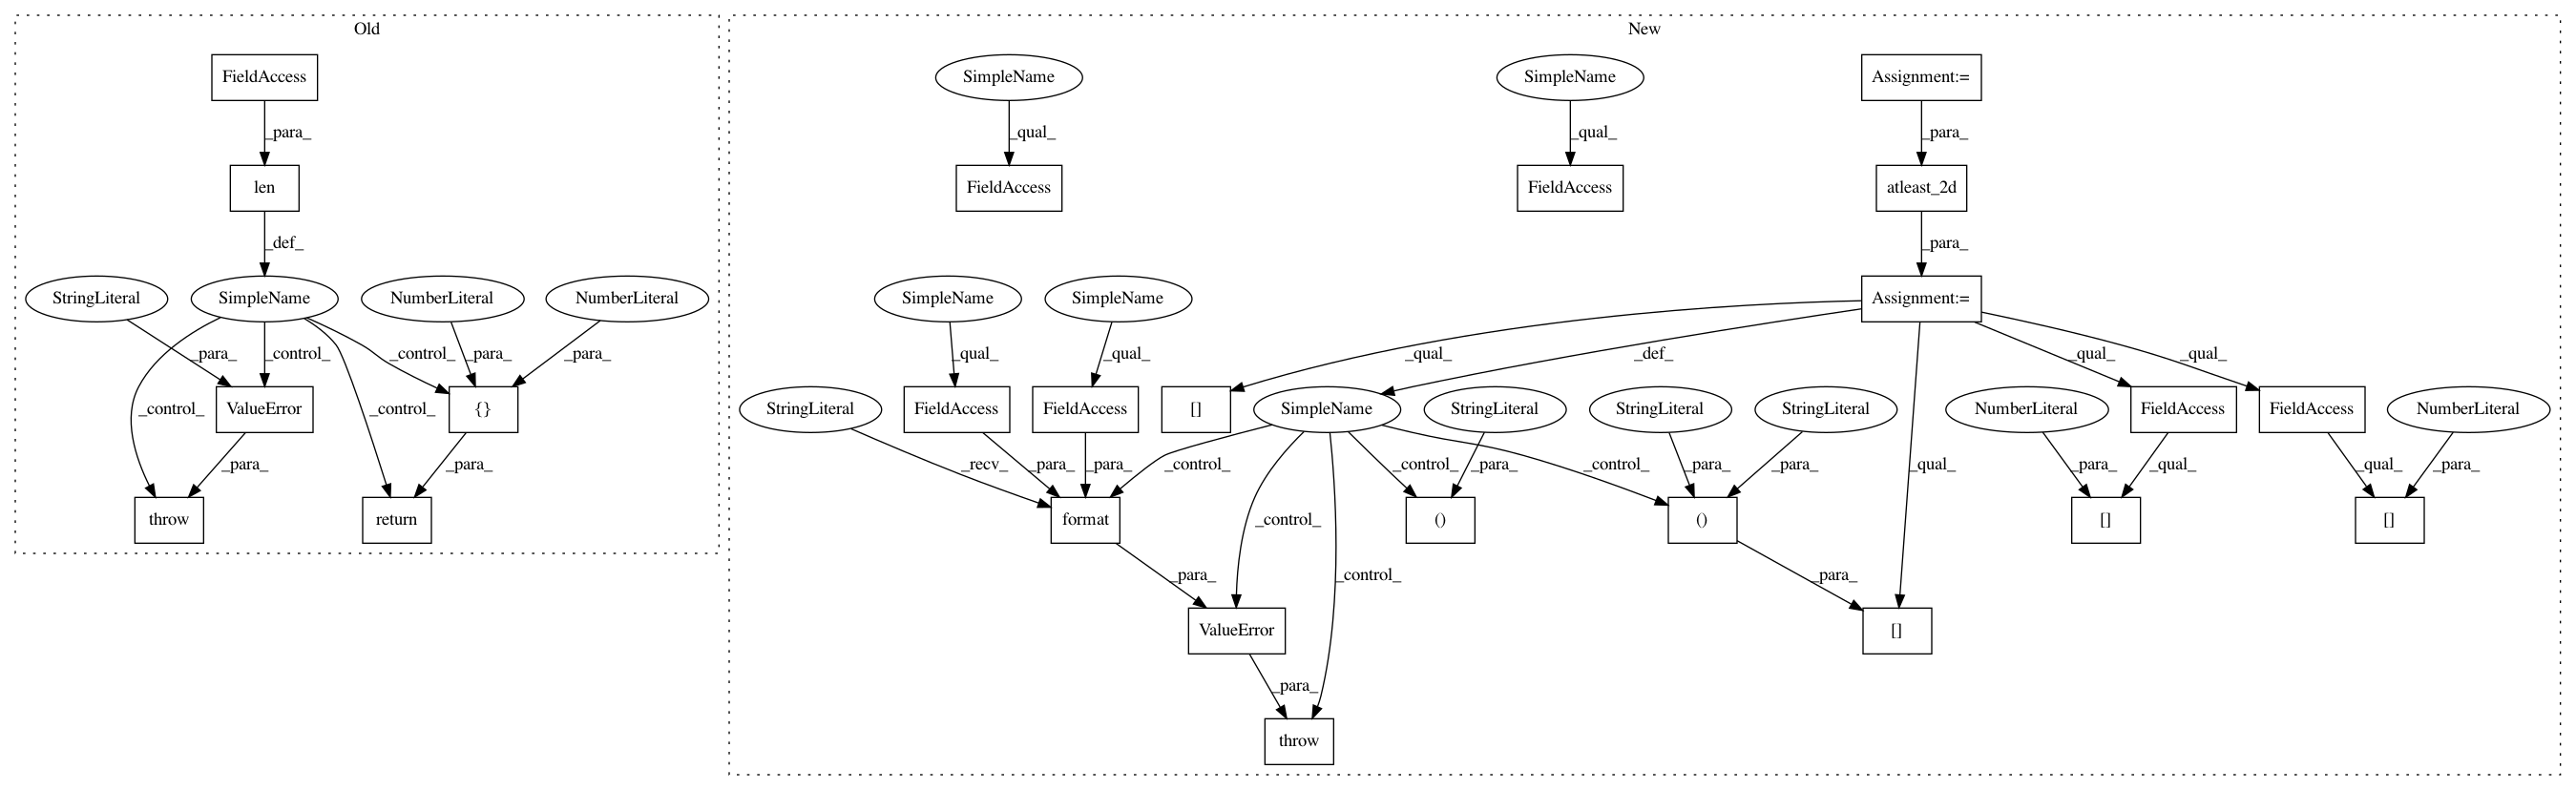 Old
New
FieldAccess
SimpleName
SimpleName
Assignment:=
_para_
_qual_
_qual_
_para_
len
FieldAccess
FieldAccess
atleast_2d
_def_
_para_
StringLiteral
SimpleName
NumberLiteral
NumberLiteral
SimpleName
SimpleName
Assignment:=
_para_
_control_
_control_
_para_
_para_
_qual_
_qual_
_qual_
_def_
_qual_
_qual_
ValueError
{}
StringLiteral
FieldAccess
FieldAccess
[]
SimpleName
StringLiteral
StringLiteral
StringLiteral
NumberLiteral
FieldAccess
FieldAccess
NumberLiteral
_control_
_para_
_control_
_para_
_recv_
_para_
_para_
_control_
_control_
_para_
_control_
_para_
_para_
_qual_
_para_
_qual_
_qual_
_para_
throw
return
format
()
()
[]
[]
_control_
_para_
_control_
_para_
ValueError
[]
_para_
throw